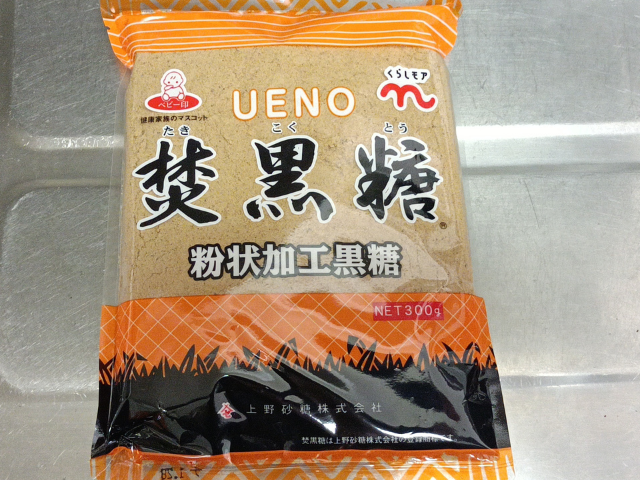 ベビー印
健康家族のマスコット
くらしモア
UENO
たき こく とう
焚黒糖
®
粉状加工黒糖
NET300g
上野砂糖株式会社
焚黒糖は上野砂糖株式会社の登録商標です